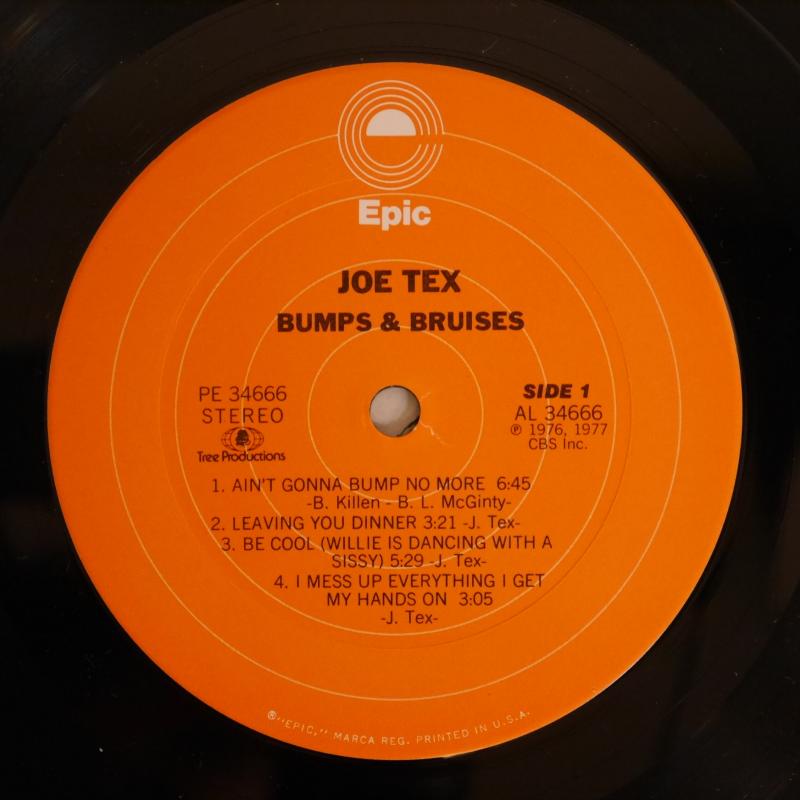 Epic
JOE TEX
BUMPS & BRUISES
PE 34666
STEREO
Tree Productions
SIDE 1
AL 34666
℗ 1976, 1977
CBS Inc.
1. AIN'T GONNA BUMP NO MORE 6:45
-B. Killen - B. L. McGinty-
2. LEAVING YOU DINNER 3:21 -J. Tex-
3. BE COOL (WILLIE IS DANCING WITH A
SISSY) 5:29 -J. Tex-
4. I MESS UP EVERYTHING I GET
MY HANDS ON 3:05
-J. Tex-
®"EPIC," MARCA REG. PRINTED IN U.S.A.